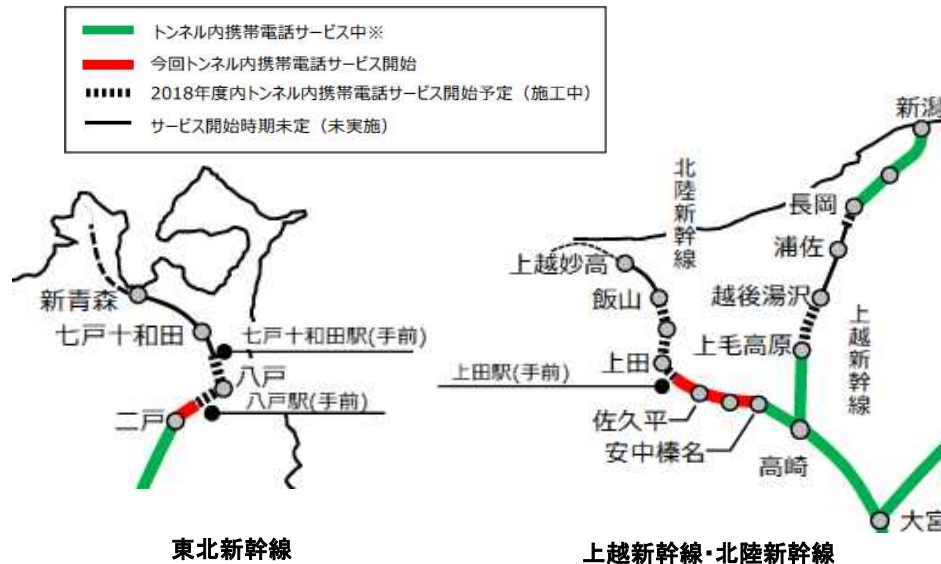 トンネル内携帯電話サービス中※
今回トンネル内携帯電話サービス開始
2018年度内トンネル内携帯電話サービス開始予定（施工中）
サービス開始時期未定（未実施）
新青森
七戸十和田
七戸十和田駅(手前)
八戸
八戸駅(手前)
二戸
東北新幹線
新潟
北陸新幹線
長岡
浦佐
上越妙高
飯山
越後湯沢
上越新幹線
上毛高原
上田
上田駅(手前)
佐久平
安中榛名
高崎
大宮
上越新幹線・北陸新幹線